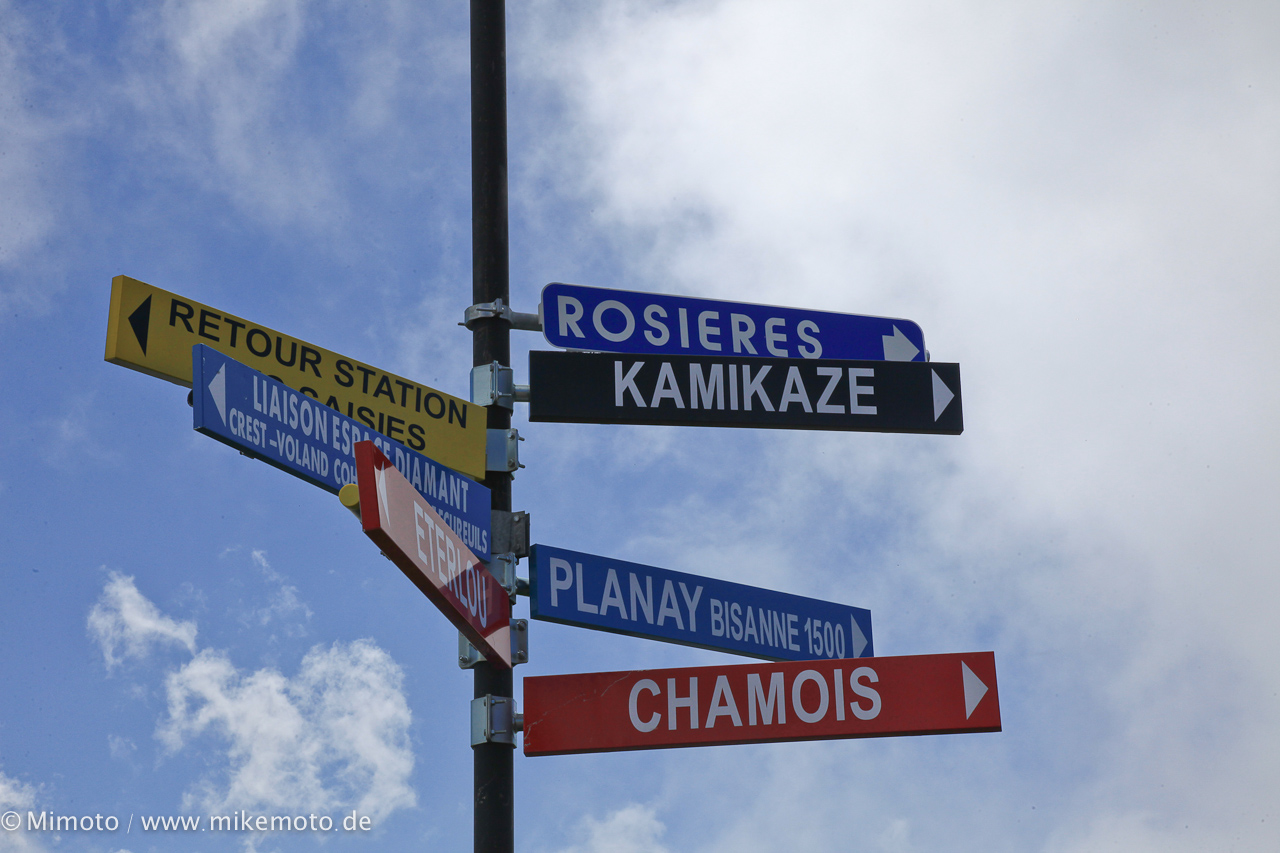 ROSIERES
KAMIKAZE
RETOUR STATION
SAISIES
LIAISON ESPACE DIAMANT
CREST-VOLAND
ETERLOU
PLANAY BISANNE 1500
CHAMOIS
© Mimoto / www.mikemoto.de